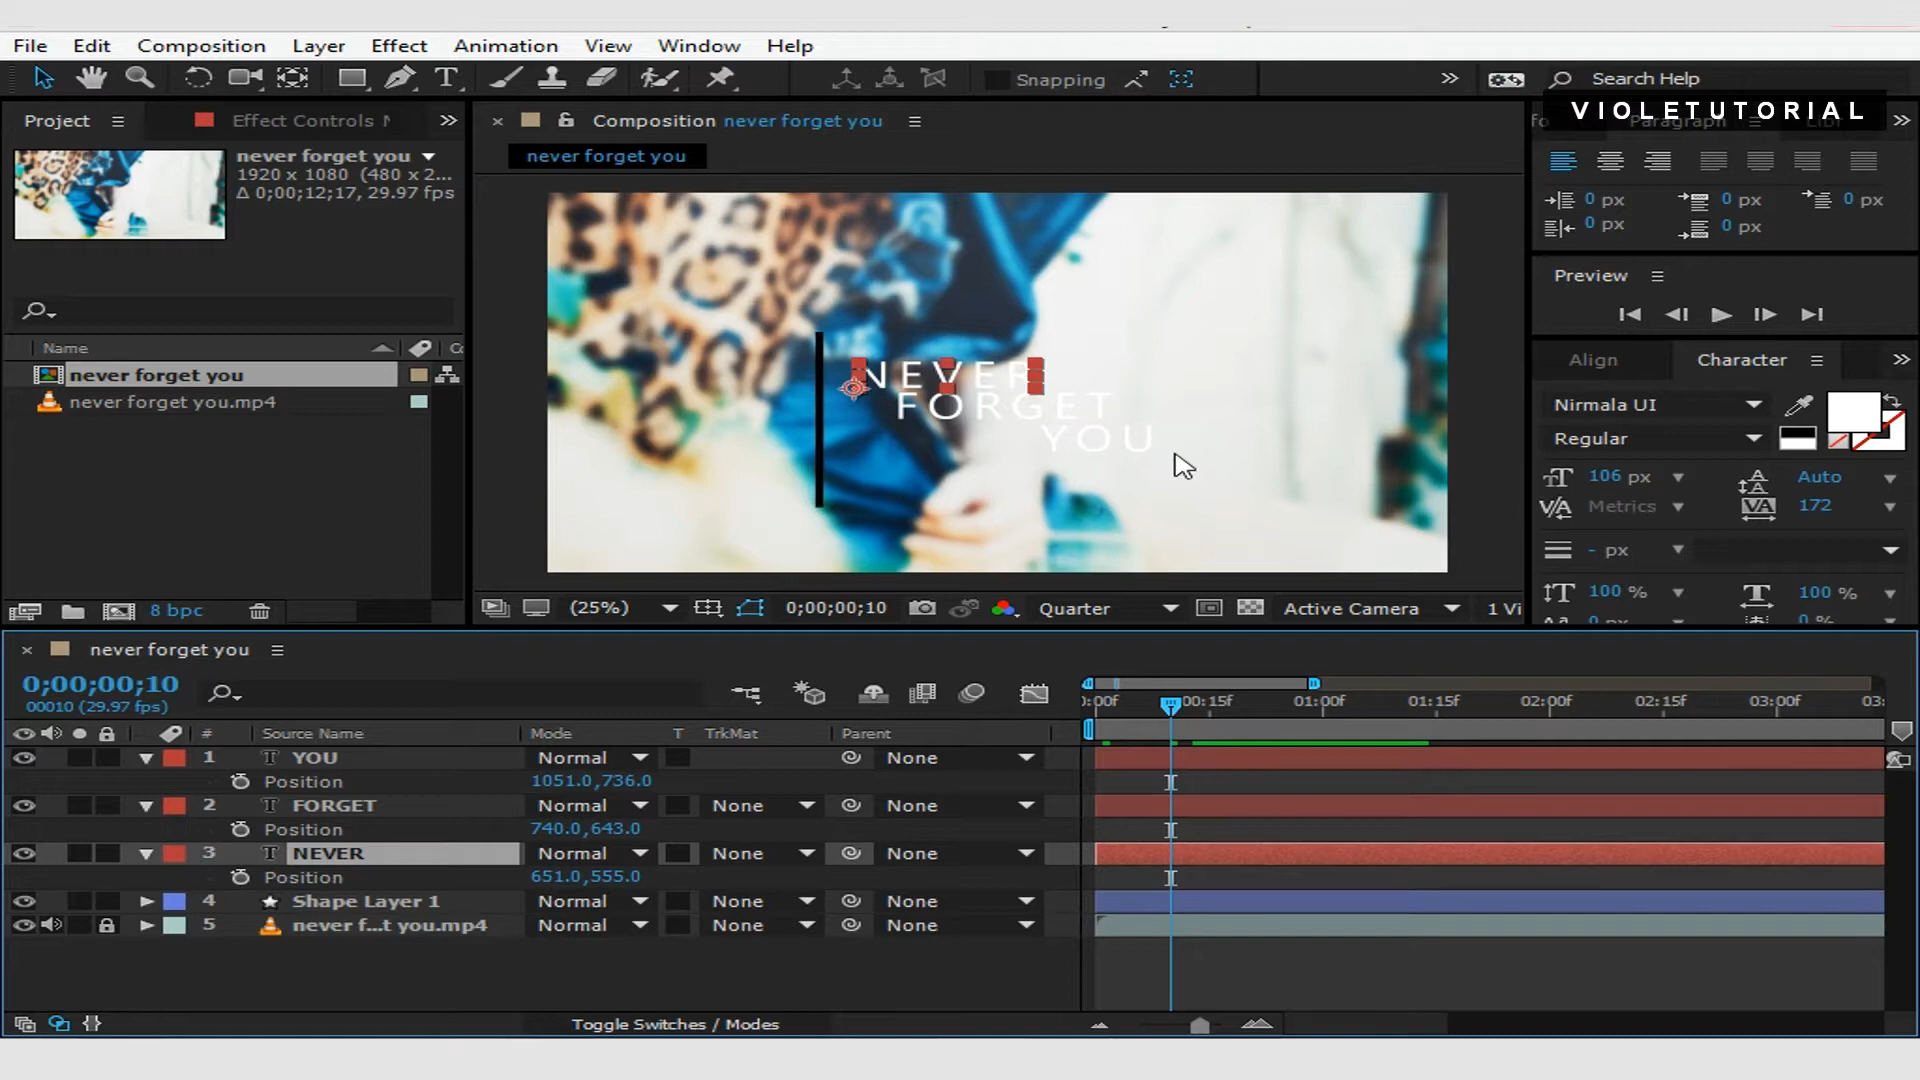 File Edit Composition Layer Effect Animation View Window Help
Snapping
Search Help
VIOLETUTORIAL
Project
Effect Controls N
Composition never forget you
Paragraph
never forget you
never forget you
1920 x 1080 (480 x 2...
Δ 0;00;12;17, 29.97 fps
0 px 0 px 0 px
0 px 0 px
NEVER
FORGET
YOU
Preview
Name
never forget you
never forget you.mp4
Align Character
Nirmala UI
Regular
106 px Auto
Metrics 172
- px
100 % 100 %
0 px 0 %
8 bpc
(25%) 0;00;00;10 Quarter Active Camera 1 Vi
never forget you
0;00;00;10
00010 (29.97 fps)
):00f 00:15f 01:00f 01:15f 02:00f 02:15f 03:00f 03:
# Source Name Mode T TrkMat Parent
1 T YOU Normal None
Position 1051.0,736.0
2 T FORGET Normal None None
Position 740.0,643.0
3 T NEVER Normal None None
Position 651.0,555.0
4 Shape Layer 1 Normal None None
5 never f...t you.mp4 Normal None None
Toggle Switches / Modes